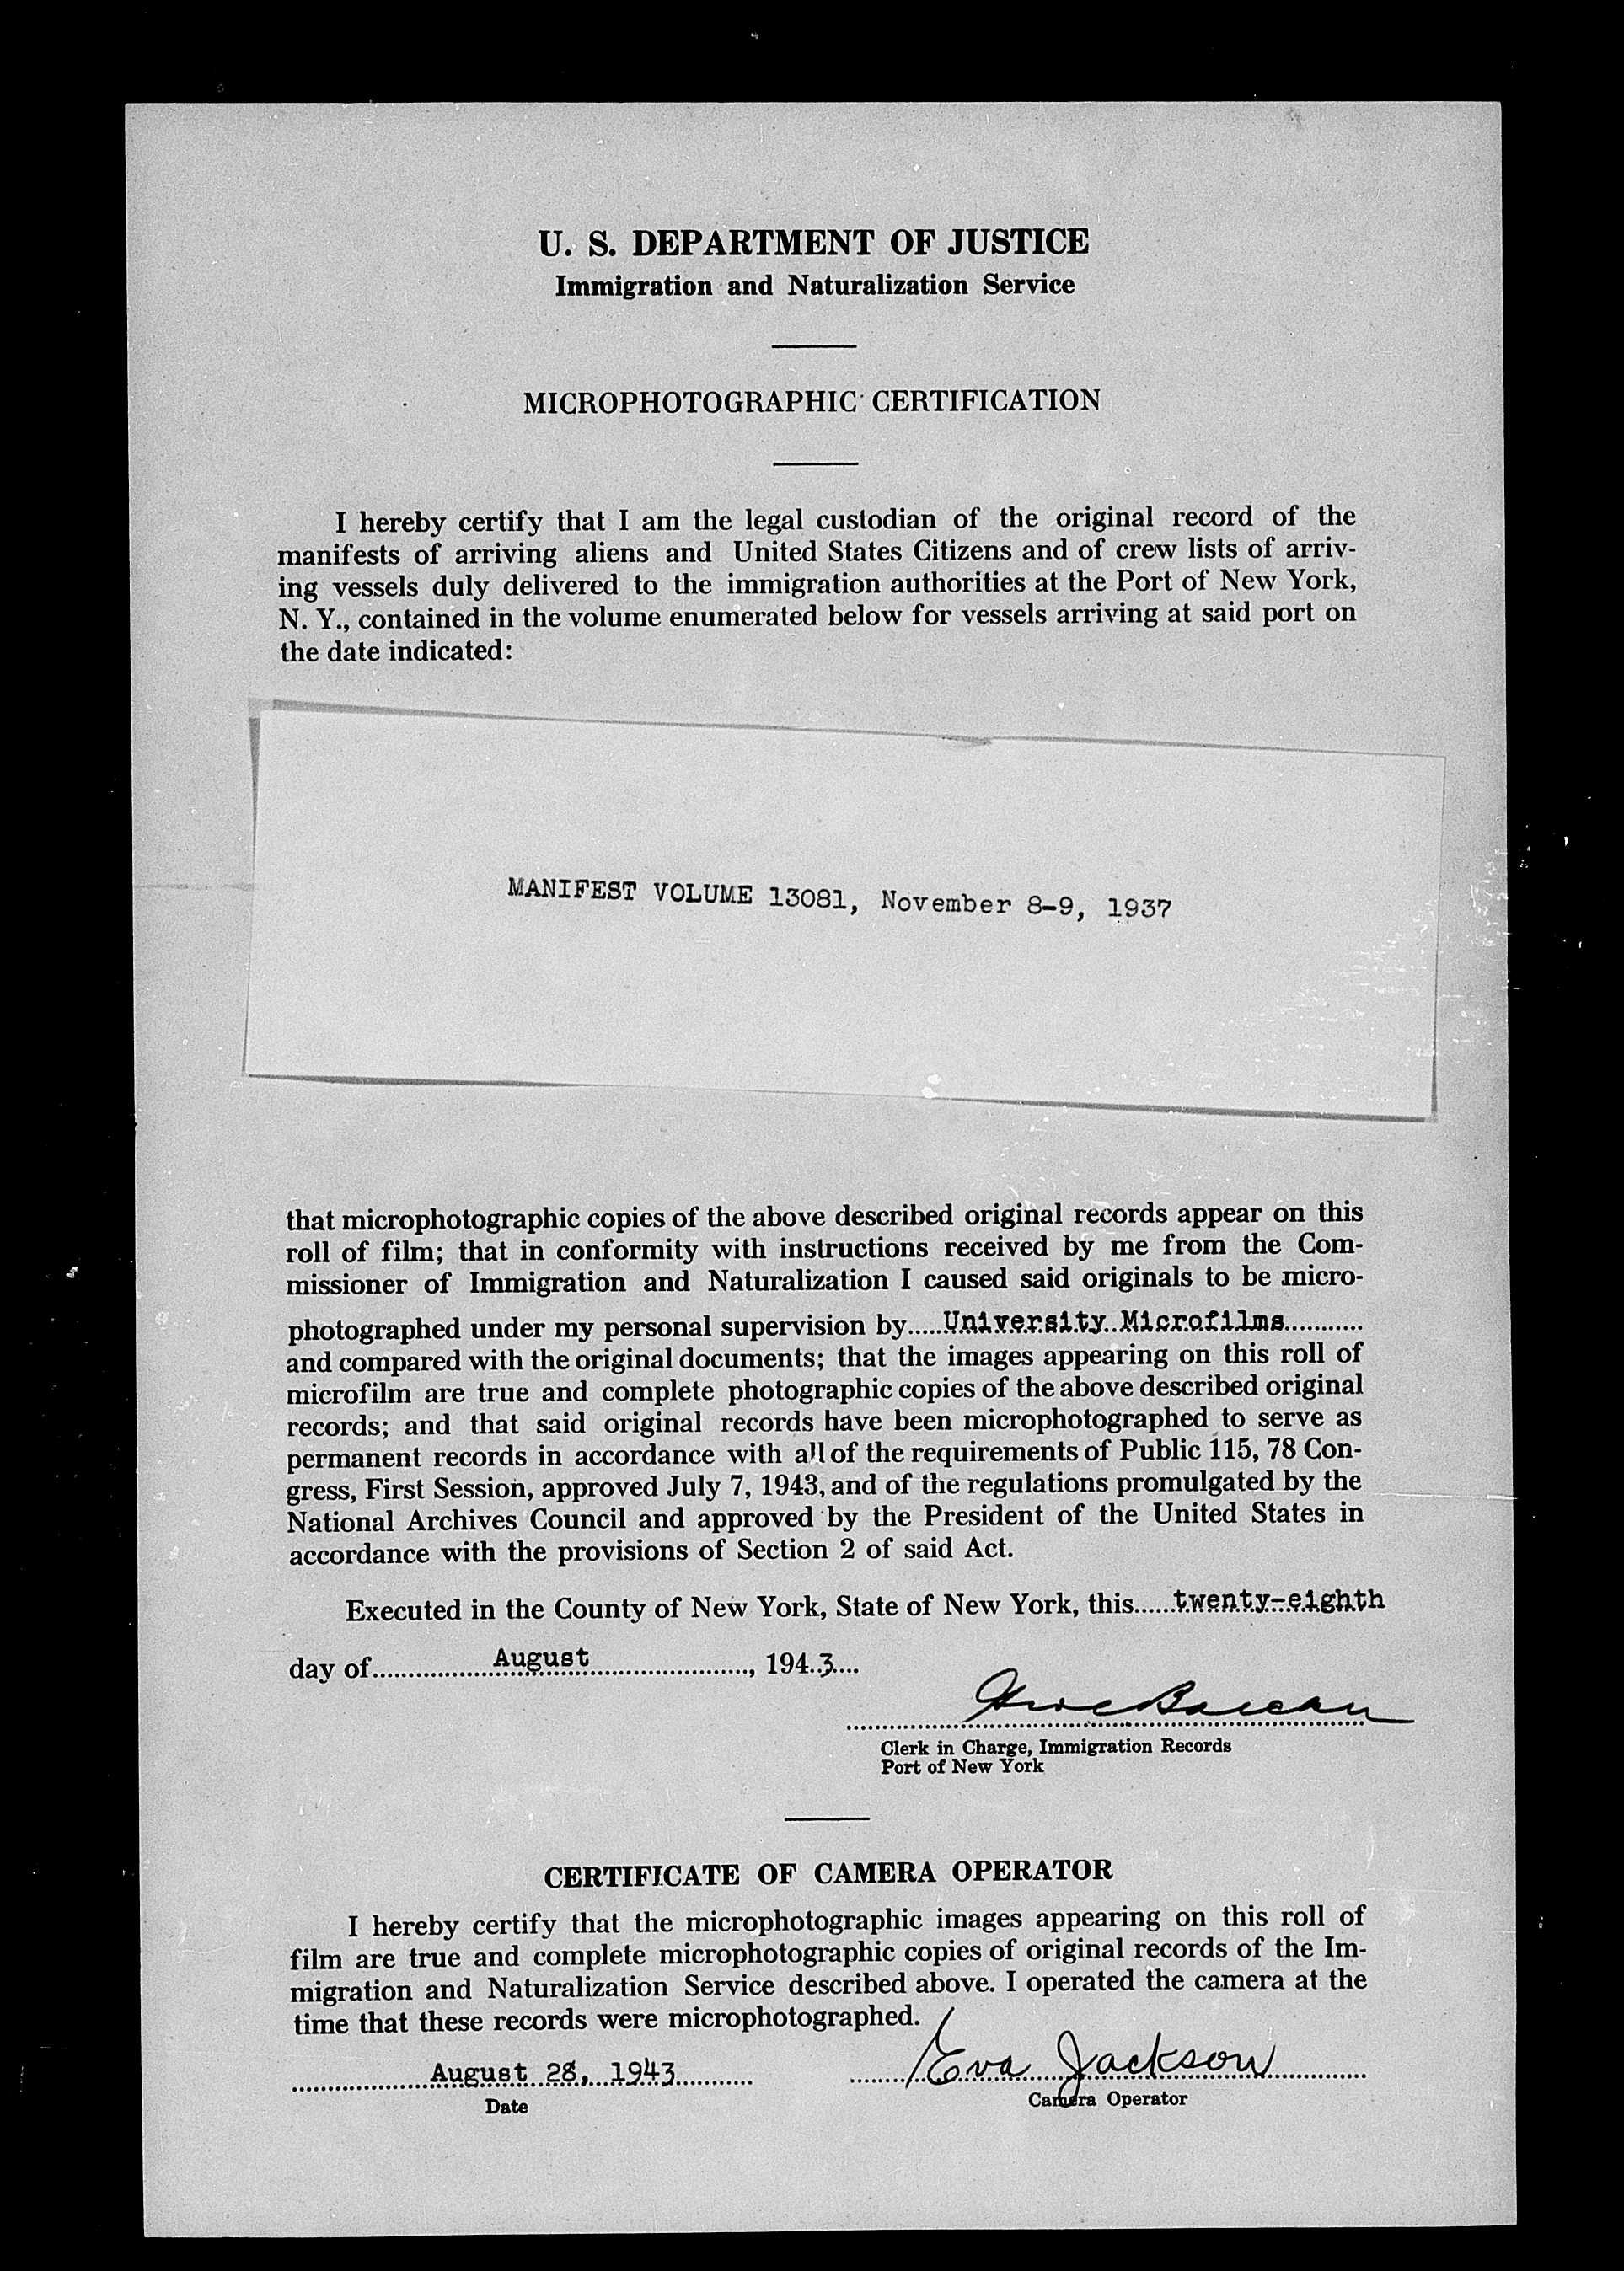 U. S. DEPARTMENT OF JUSTICE
Immigration and Naturalization Service
MICROPHOTOGRAPHIC CERTIFICATION
I hereby certify that I am the legal custodian of the original record of the
manifests of arriving aliens and United States Citizens and of crew lists of arriv-
ing vessels duly delivered to the immigration authorities at the Port of New York,
N. Y., contained in the volume enumerated below for vessels arriving at said port on
the date indicated:
MANIFEST VOLUME 13081, November 8-9, 1937
that microphotographic copies of the above described original records appear on this
roll of film; that in conformity with instructions received by me from the Com-
missioner of Immigration and Naturalization I caused said originals to be micro-
photographed under my personal supervision by.....University Microfilms...........
and compared with the original documents; that the images appearing on this roll of
microfilm are true and complete photographic copies of the above described original
records; and that said original records have been microphotographed to serve as
permanent records in accordance with all of the requirements of Public 115, 78 Con-
gress, First Session, approved July 7, 1943, and of the regulations promulgated by the
National Archives Council and approved by the President of the United States in
accordance with the provisions of Section 2 of said Act.
Executed in the County of New York, State of New York, this......twenty-eighth
day of................August........................, 194..3....
Clerk in Charge, Immigration Records
Port of New York
CERTIFICATE OF CAMERA OPERATOR
I hereby certify that the microphotographic images appearing on this roll of
film are true and complete microphotographic copies of original records of the Im-
migration and Naturalization Service described above. I operated the camera at the
time that these records were microphotographed.
August 28, 1943
Eva Jackson
Date
Camera Operator